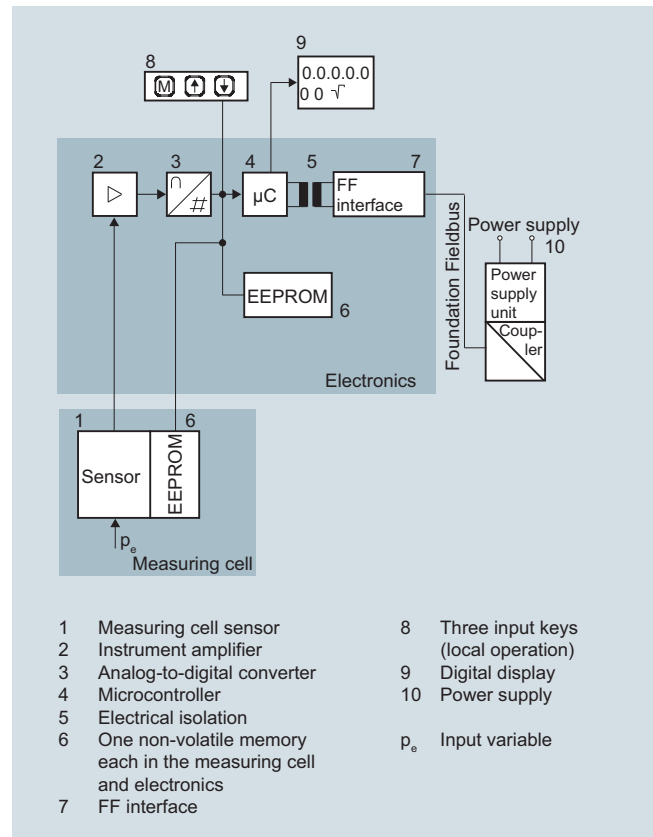 9
8
0.0.0.0.0
0 0 √
M
2
3
4
5
7
∩
#
µC
FF
interface
EEPROM
6
Electronics
Foundation Fieldbus
Power supply
10
Power
supply
unit
Coup-
ler
1
6
Sensor
EEPROM
pe
Measuring cell
1 Measuring cell sensor
2 Instrument amplifier
3 Analog-to-digital converter
4 Microcontroller
5 Electrical isolation
6 One non-volatile memory
each in the measuring cell
and electronics
7 FF interface
8 Three input keys
(local operation)
9 Digital display
10 Power supply
pe Input variable